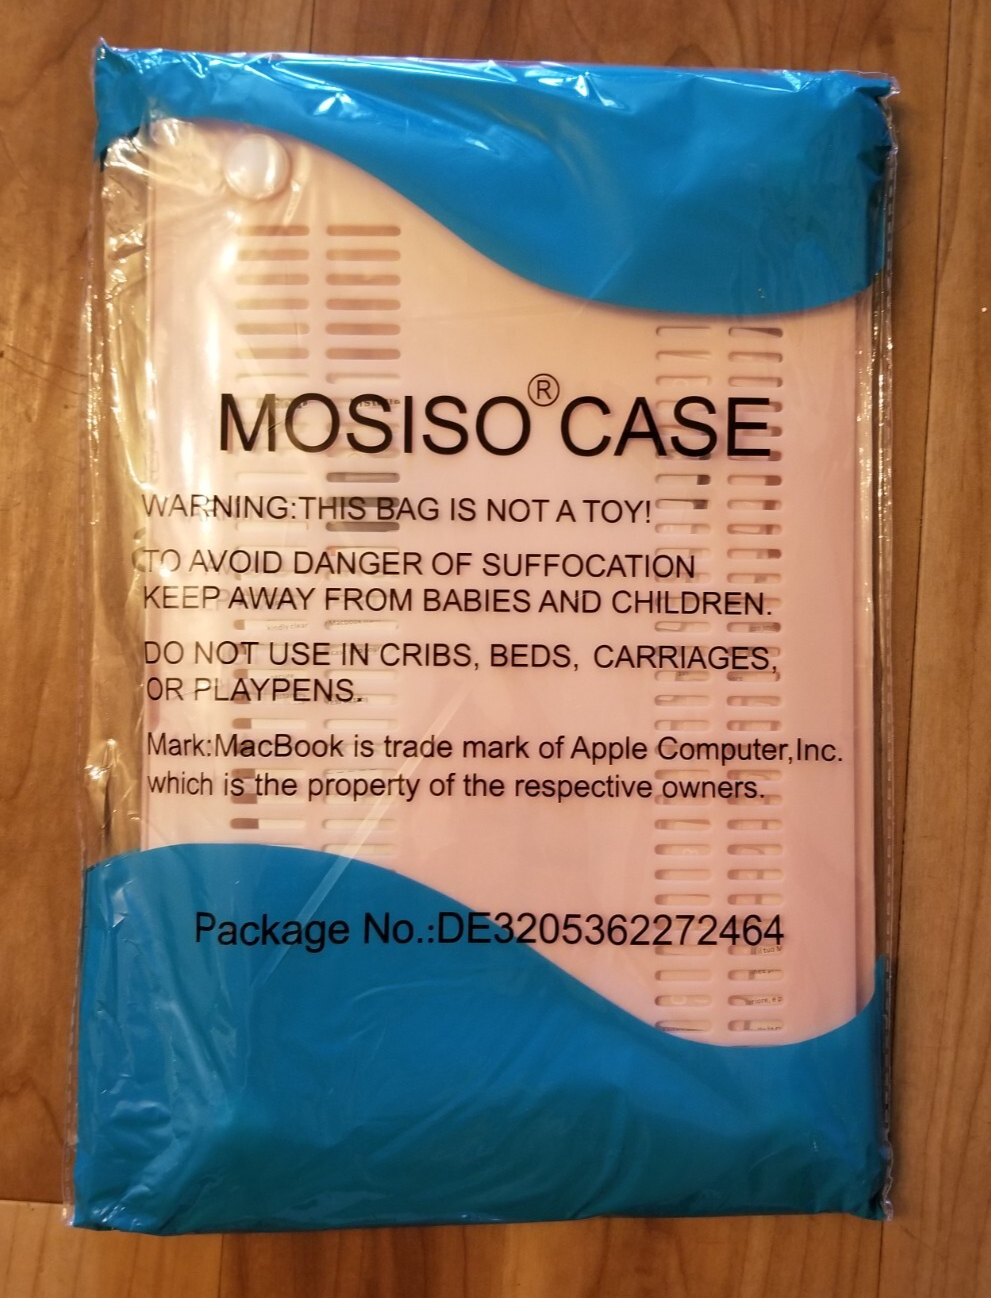 MOSISO® CASE
WARNING:THIS BAG IS NOT A TOY!
TO AVOID DANGER OF SUFFOCATION
KEEP AWAY FROM BABIES AND CHILDREN.
DO NOT USE IN CRIBS, BEDS, CARRIAGES,
OR PLAYPENS.
Mark:MacBook is trade mark of Apple Computer,Inc.
which is the property of the respective owners.
Package No.:DE3205362272464